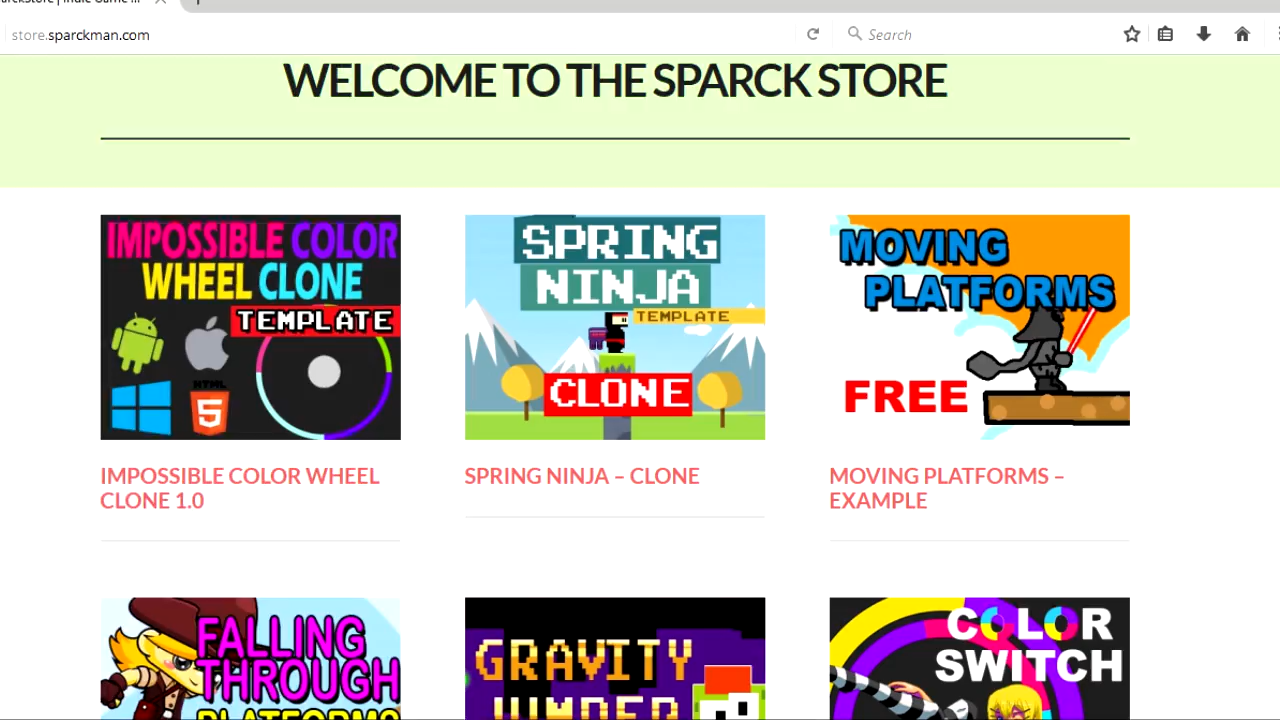 store.sparckman.com
Search
WELCOME TO THE SPARCK STORE
IMPOSSIBLE COLOR
WHEEL CLONE
TEMPLATE
HTML
5
SPRING
NINJA
TEMPLATE
CLONE
MOVING
PLATFORMS
FREE
IMPOSSIBLE COLOR WHEEL
CLONE 1.0
SPRING NINJA – CLONE
MOVING PLATFORMS –
EXAMPLE
FALLING
THROUGH
PLATFORMS
GRAVITY
COLOR
SWITCH